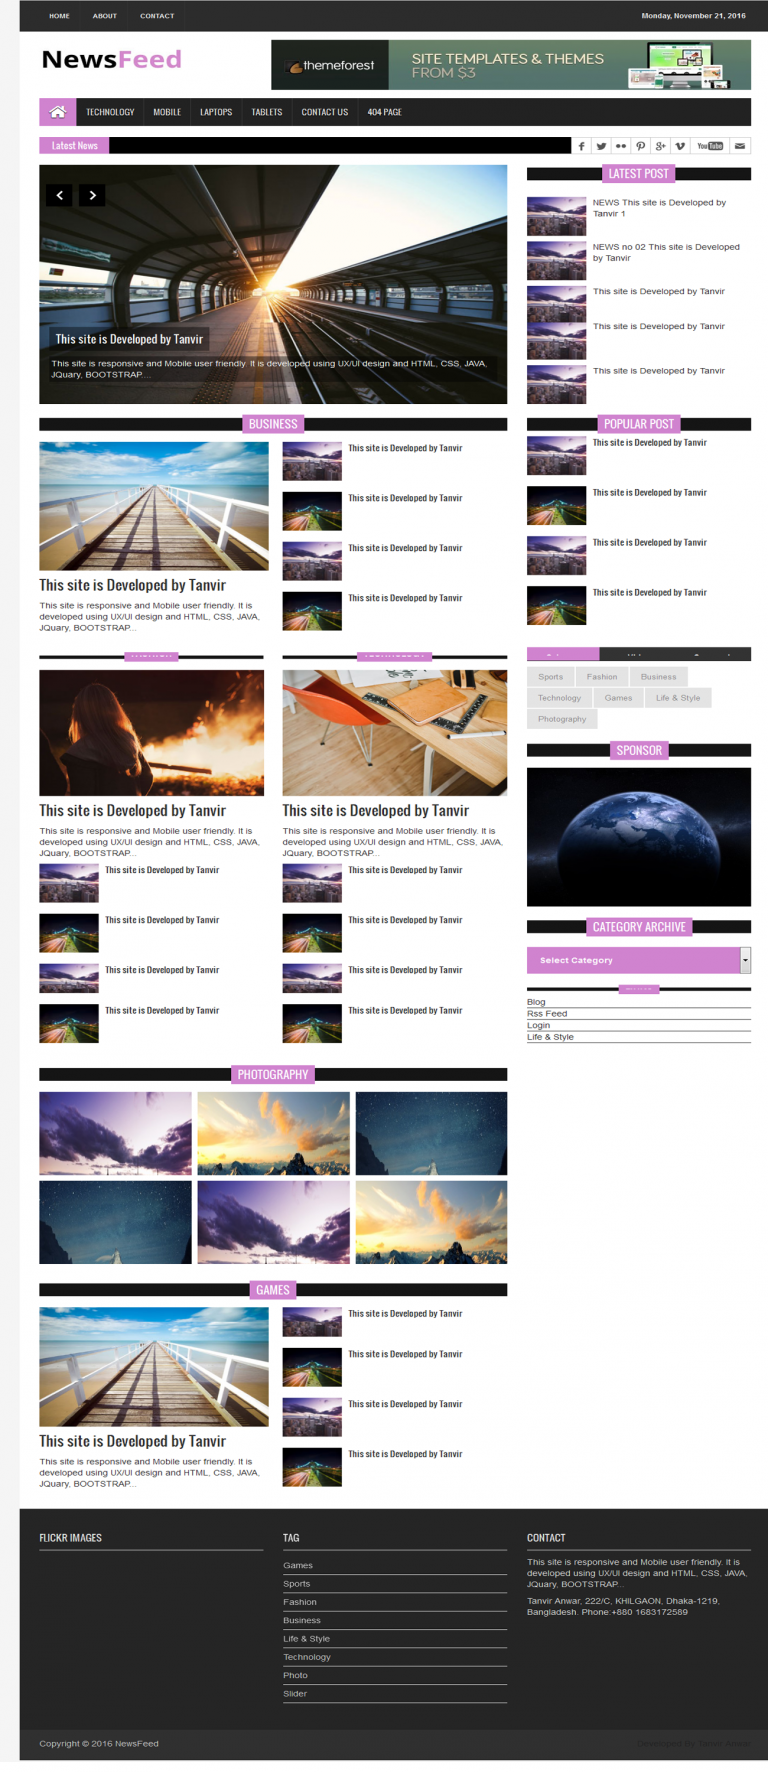 HOME ABOUT CONTACT Monday, November 21, 2016
NewsFeed
themeforest
SITE TEMPLATES & THEMES
FROM $3
TECHNOLOGY MOBILE LAPTOPS TABLETS CONTACT US 404 PAGE
Latest News
You Tube
This site is Developed by Tanvir
This site is responsive and Mobile user friendly. It is developed using UX/UI design and HTML, CSS, JAVA,
JQuary, BOOTSTRAP....
LATEST POST
NEWS This site is Developed by
Tanvir 1
NEWS no 02 This site is Developed
by Tanvir
This site is Developed by Tanvir
This site is Developed by Tanvir
This site is Developed by Tanvir
BUSINESS
This site is Developed by Tanvir
This site is responsive and Mobile user friendly. It is
developed using UX/UI design and HTML, CSS, JAVA,
JQuary, BOOTSTRAP...
This site is Developed by Tanvir
This site is Developed by Tanvir
This site is Developed by Tanvir
This site is Developed by Tanvir
POPULAR POST
This site is Developed by Tanvir
This site is Developed by Tanvir
This site is Developed by Tanvir
This site is Developed by Tanvir
This site is Developed by Tanvir
This site is responsive and Mobile user friendly. It is
developed using UX/UI design and HTML, CSS, JAVA,
JQuary, BOOTSTRAP...
This site is Developed by Tanvir
This site is Developed by Tanvir
This site is Developed by Tanvir
This site is Developed by Tanvir
This site is Developed by Tanvir
This site is responsive and Mobile user friendly. It is
developed using UX/UI design and HTML, CSS, JAVA,
JQuary, BOOTSTRAP...
This site is Developed by Tanvir
This site is Developed by Tanvir
This site is Developed by Tanvir
This site is Developed by Tanvir
Sports Fashion Business
Technology Games Life & Style
Photography
SPONSOR
CATEGORY ARCHIVE
Select Category
Blog
Rss Feed
Login
Life & Style
PHOTOGRAPHY
GAMES
This site is Developed by Tanvir
This site is responsive and Mobile user friendly. It is
developed using UX/UI design and HTML, CSS, JAVA,
JQuary, BOOTSTRAP...
This site is Developed by Tanvir
This site is Developed by Tanvir
This site is Developed by Tanvir
This site is Developed by Tanvir
FLICKR IMAGES
TAG
Games
Sports
Fashion
Business
Life & Style
Technology
Photo
Slider
CONTACT
This site is responsive and Mobile user friendly. It is
developed using UX/UI design and HTML, CSS, JAVA,
JQuary, BOOTSTRAP...
Tanvir Anwar, 222/C, KHILGAON, Dhaka-1219,
Bangladesh. Phone:+880 1683172589
Copyright © 2016 NewsFeed